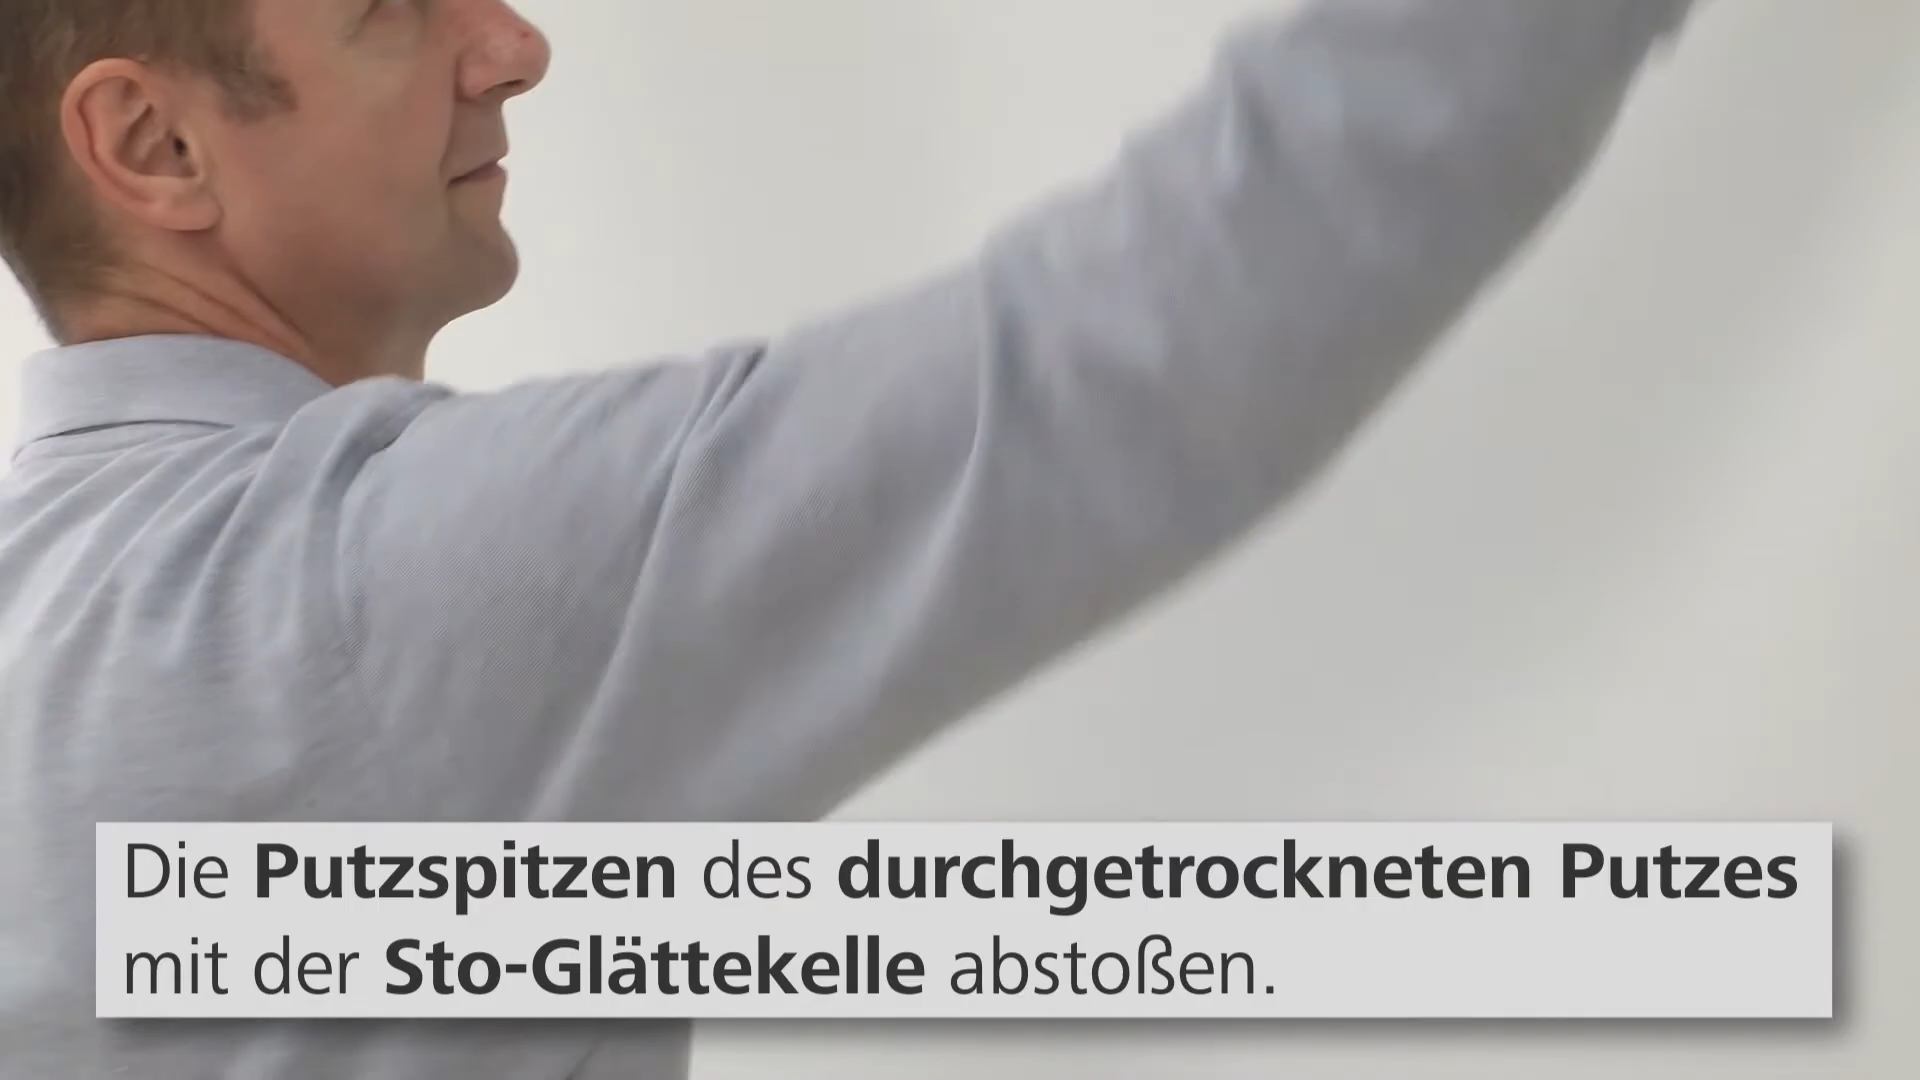 Die Putzspitzen des durchgetrockneten Putzes
mit der Sto-Glättekelle abstoßen.